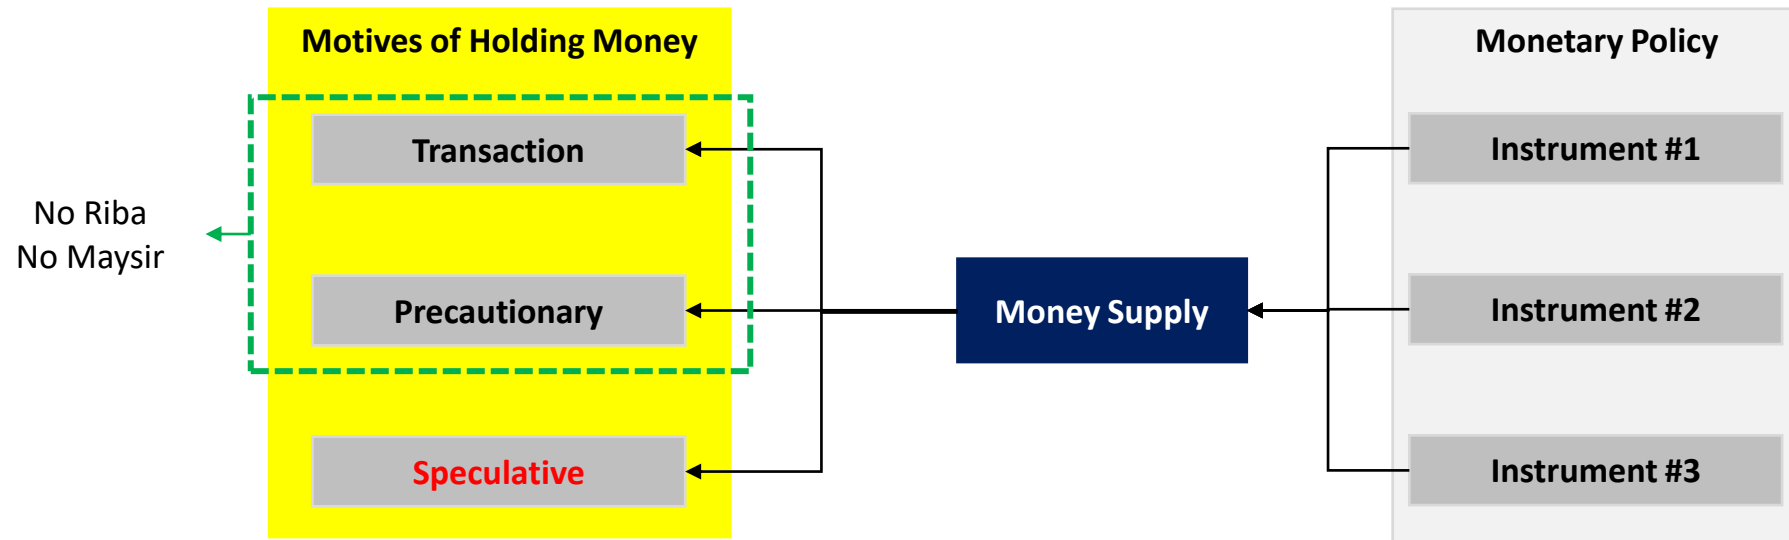 Motives of Holding Money
Transaction
Precautionary
Speculative
No Riba
No Maysir
Money Supply
Monetary Policy
Instrument #1
Instrument #2
Instrument #3